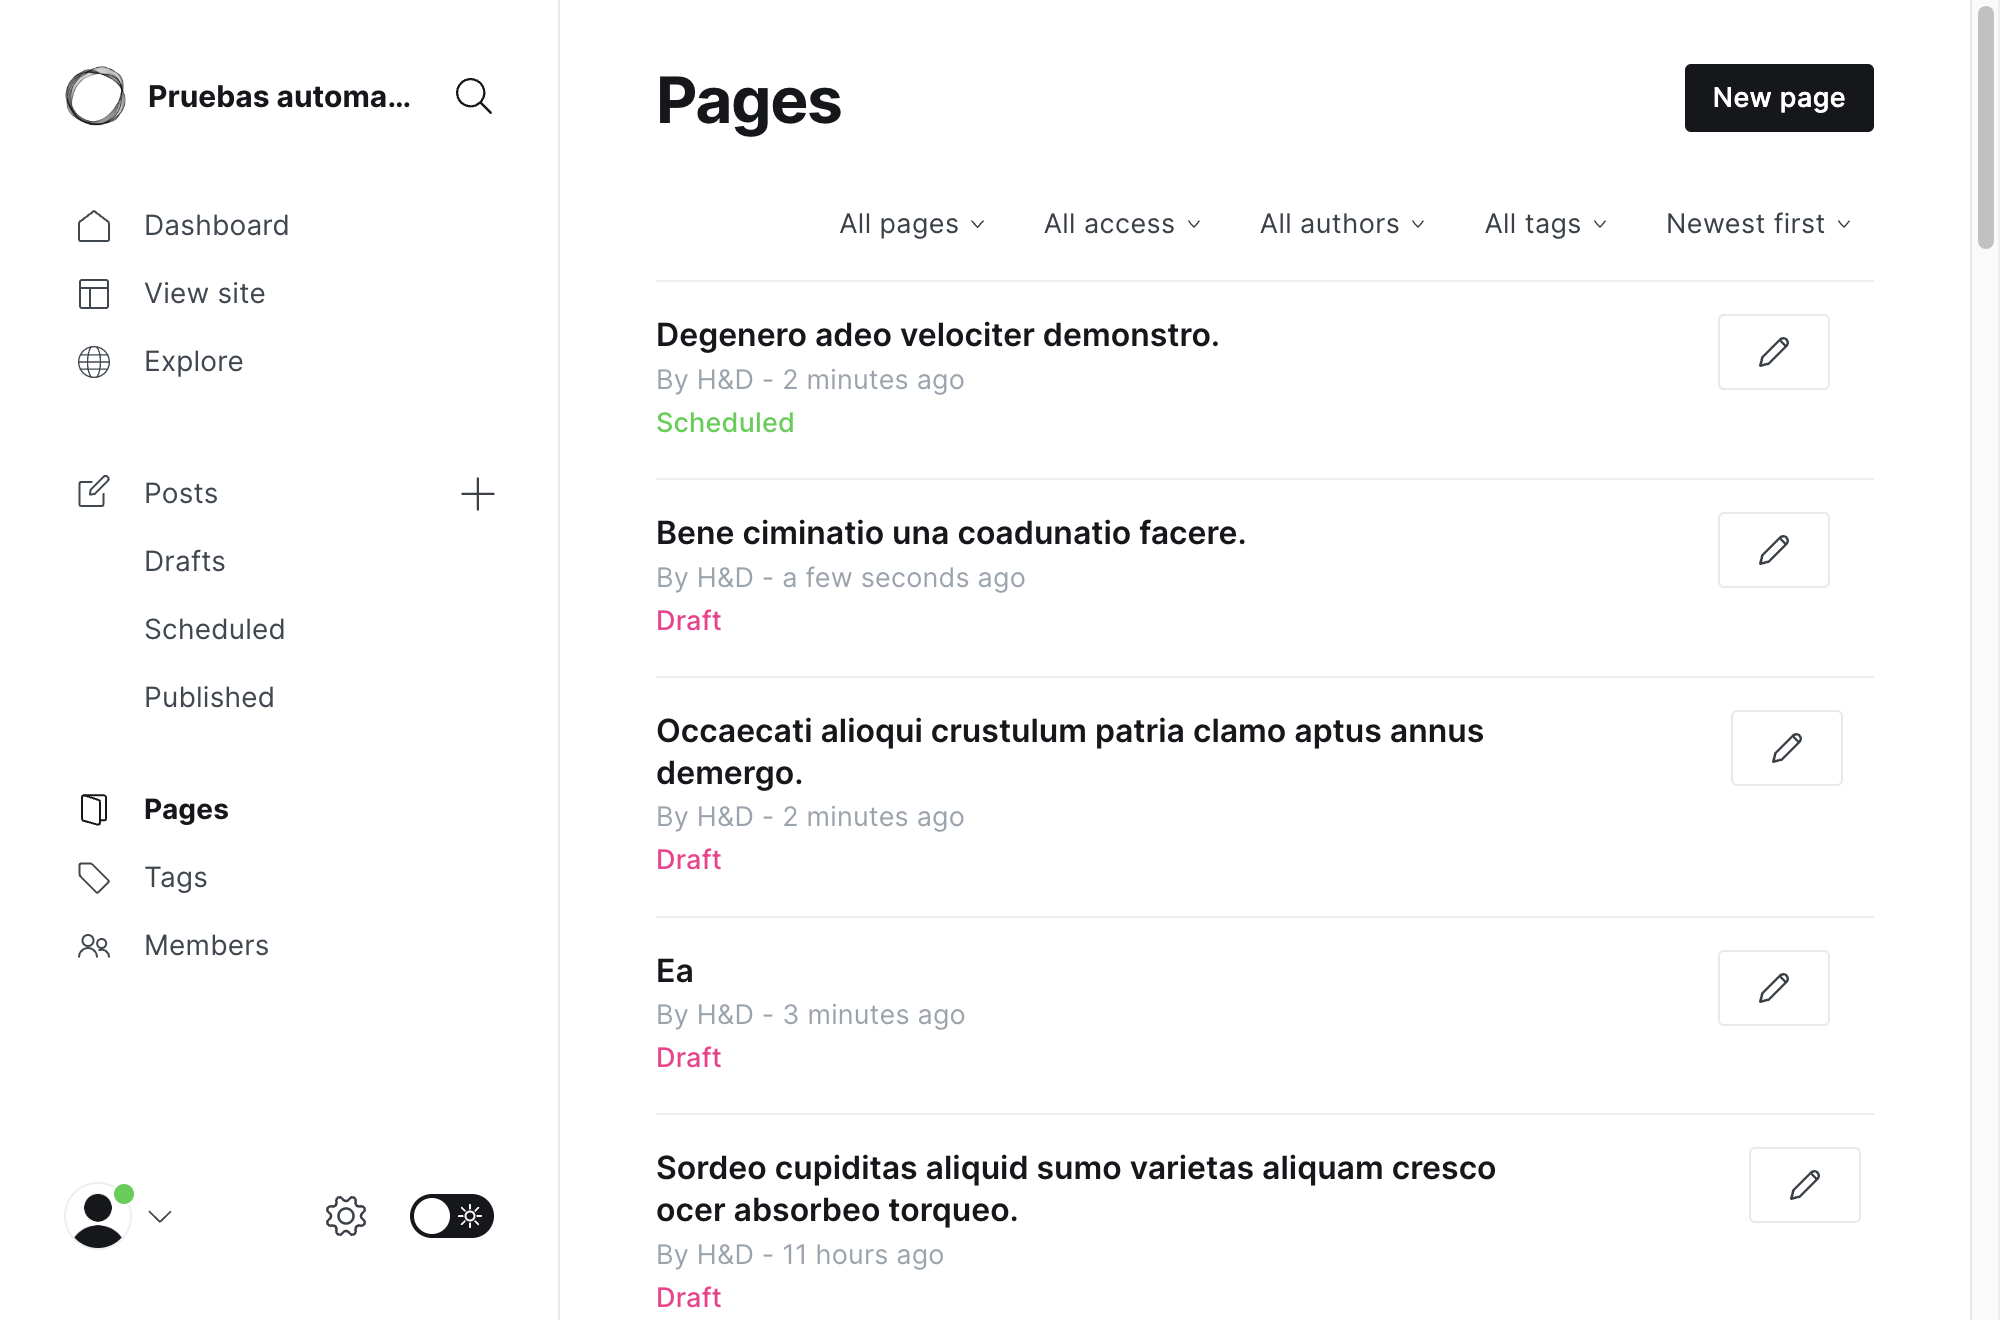 Pruebas automa...
Dashboard
View site
Explore
Posts
Drafts
Scheduled
Published
Pages
Tags
Members
Pages
New page
All pages
All access
All authors
All tags
Newest first
Degenero adeo velociter demonstro.
By H&D - 2 minutes ago
Scheduled
Bene ciminatio una coadunatio facere.
By H&D - a few seconds ago
Draft
Occaecati alioqui crustulum patria clamo aptus annus
demergo.
By H&D - 2 minutes ago
Draft
Ea
By H&D - 3 minutes ago
Draft
Sordeo cupiditas aliquid sumo varietas aliquam cresco
ocer absorbeo torqueo.
By H&D - 11 hours ago
Draft